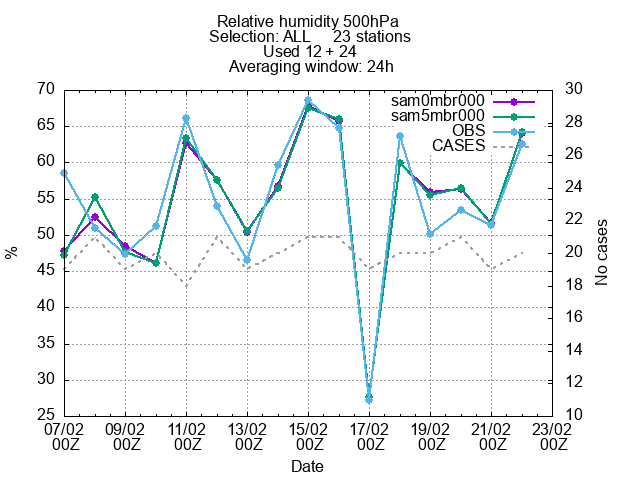 Relative humidity 500hPa
Selection: ALL 23 stations
Used 12 + 24
Averaging window: 24h
70
65
60
55
50
45
40
35
30
25
%
30
28
26
24
22
20
18
16
14
12
10
No cases
sam0mbr000
sam5mbr000
OBS
CASES
07/02 09/02 11/02 13/02 15/02 17/02 19/02 21/02 23/02
00Z 00Z 00Z 00Z 00Z 00Z 00Z 00Z 00Z
Date